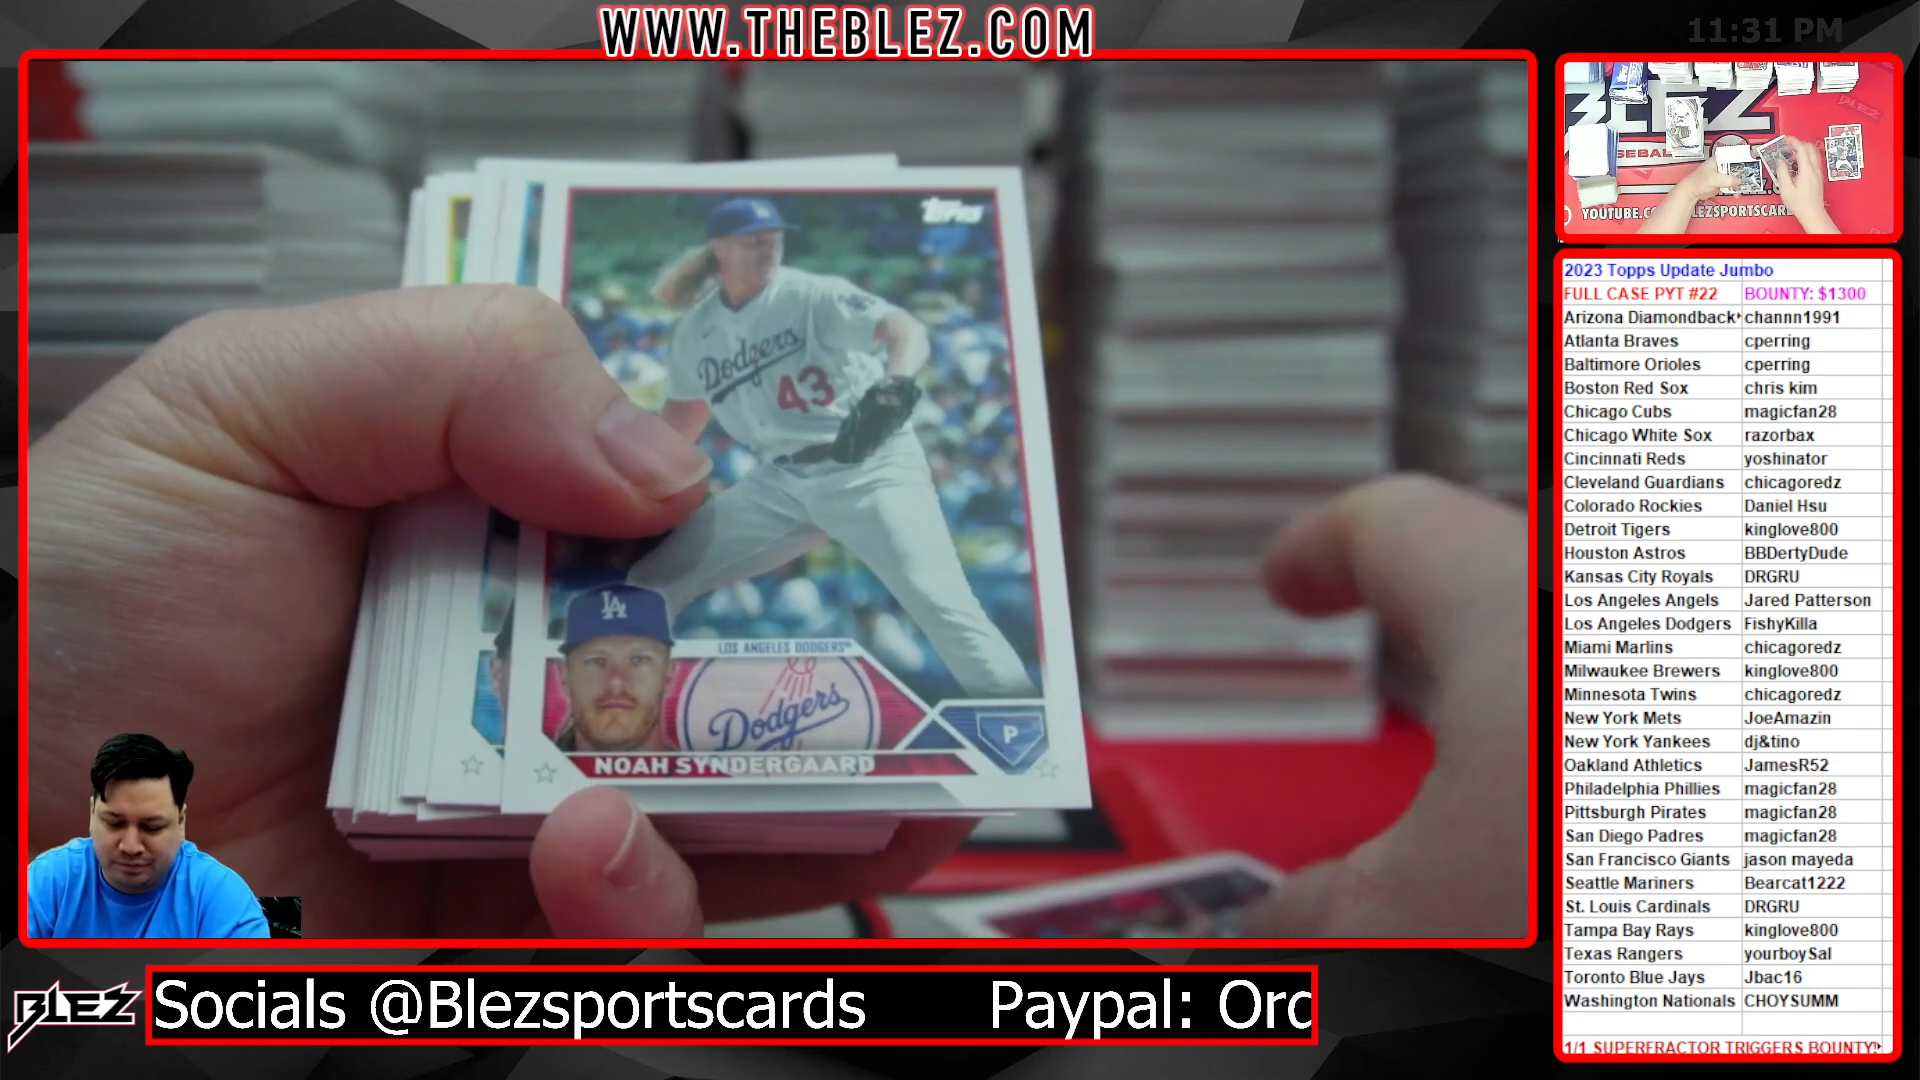 WWW.THEBLEZ.COM
11:31 PM
topps
Dodgers
43
LA
LOS ANGELES DODGERS
Dodgers
P
NOAH SYNDERGAARD
BLEZ
YOUTUBE.C
LEZSPORTSCAR
2023 Topps Update Jumbo
FULL CASE PYT #22 BOUNTY: $1300
Arizona Diamondback channn1991
Atlanta Braves cperring
Baltimore Orioles cperring
Boston Red Sox chris kim
Chicago Cubs magicfan28
Chicago White Sox razorbax
Cincinnati Reds yoshinator
Cleveland Guardians chicagoredz
Colorado Rockies Daniel Hsu
Detroit Tigers kinglove800
Houston Astros BBDertyDude
Kansas City Royals DRGRU
Los Angeles Angels Jared Patterson
Los Angeles Dodgers FishyKilla
Miami Marlins chicagoredz
Milwaukee Brewers kinglove800
Minnesota Twins chicagoredz
New York Mets JoeAmazin
New York Yankees dj&tino
Oakland Athletics JamesR52
Philadelphia Phillies magicfan28
Pittsburgh Pirates magicfan28
San Diego Padres magicfan28
San Francisco Giants jason mayeda
Seattle Mariners Bearcat1222
St. Louis Cardinals DRGRU
Tampa Bay Rays kinglove800
Texas Rangers yourboySal
Toronto Blue Jays Jbac16
Washington Nationals CHOYSUMM
1/1 SUPERFRACTOR TRIGGERS BOUNTY!
BLEZ
Socials @Blezsportscards Paypal: Orc